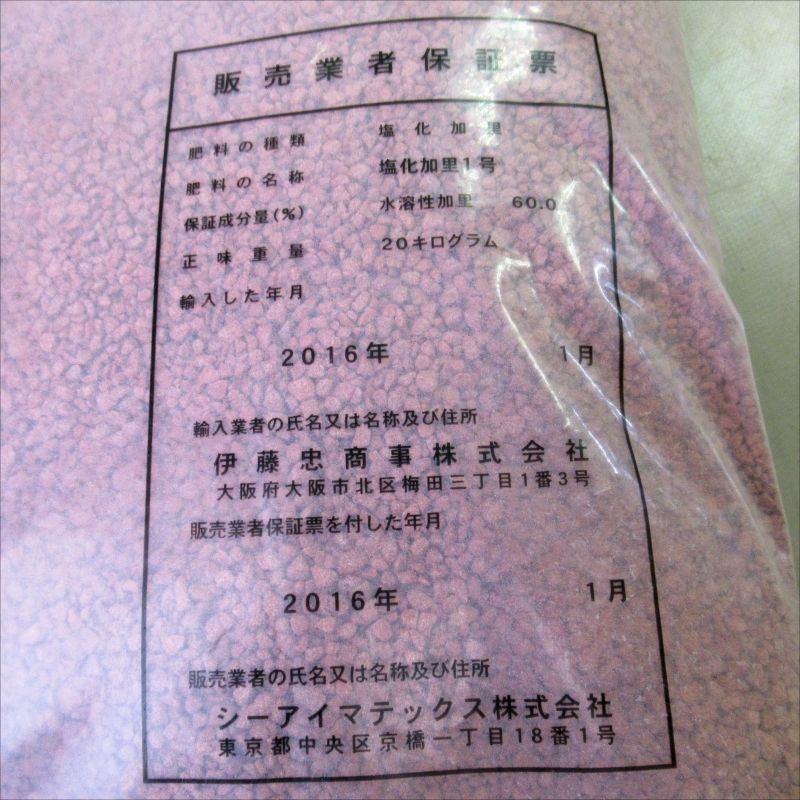 販売業者保証票
肥料の種類 塩化加里
肥料の名称 塩化加里1号
保証成分量(%) 水溶性加里 60.0
正味重量 20キログラム
輸入した年月
2016年 1月
輸入業者の氏名又は名称及び住所
伊藤忠商事株式会社
大阪府大阪市北区梅田三丁目1番3号
販売業者保証票を付した年月
2016年 1月
販売業者の氏名又は名称及び住所
シーアイマテックス株式会社
東京都中央区京橋一丁目18番1号